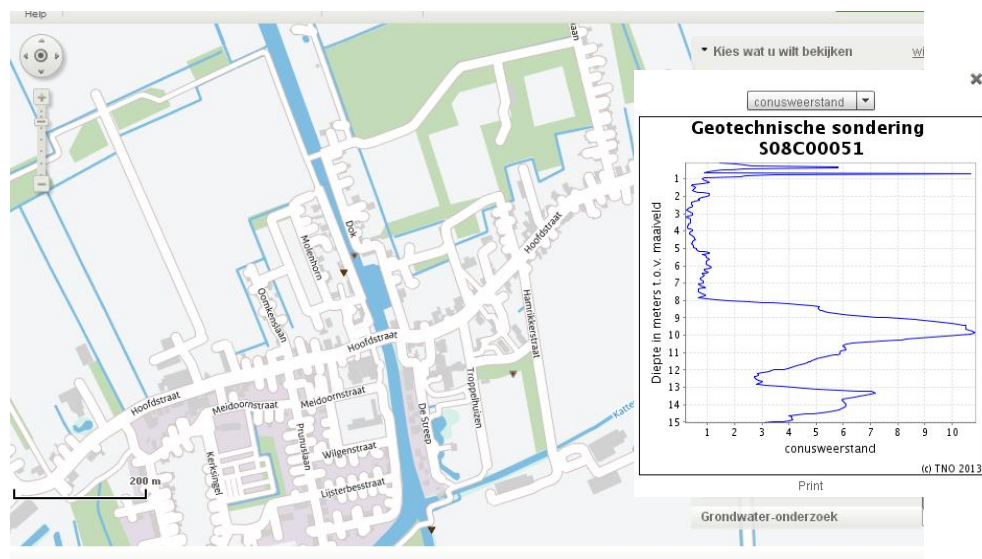 Help
Kies wat u wilt bekijken
conusweerstand
Geotechnische sondering
S08C00051
Diepte in meters t.o.v. maaiveld
1
2
3
4
5
6
7
8
9
10
11
12
13
14
15
1 2 3 4 5 6 7 8 9 10
conusweerstand
(c) TNO 2013
Print
Grondwater-onderzoek
Dok
Molenhorn
Oomkenslaan
Hoofdstraat
Hoofdstraat
Hamrikkerstraat
Hoofdstraat
Meidoornstraat
Meidoornstraat
Troppelhuizen
De Streep
Prunuslaan
Wilgenstraat
Kerksingel
Lijsterbesstraat
200 m